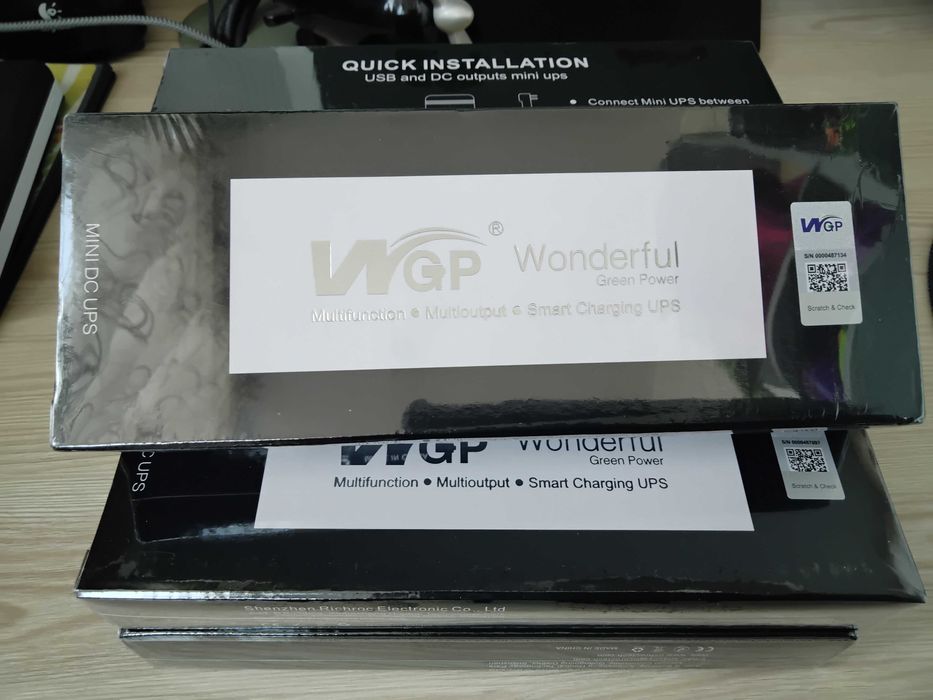 QUICK INSTALLATION
USB and DC outputs mini ups
• Connect Mini UPS between
MINI DC UPS
WGP® Wonderful
Green Power
Multifunction • Multioutput • Smart Charging UPS
WGP
S/N 0000487134
Scratch & Check
C UPS
WGP Wonderful
Green Power
Multifunction • Multioutput • Smart Charging UPS
Scratch & Check
Shenzhen Richroc Electronic Co., Ltd
MADE IN CHINA